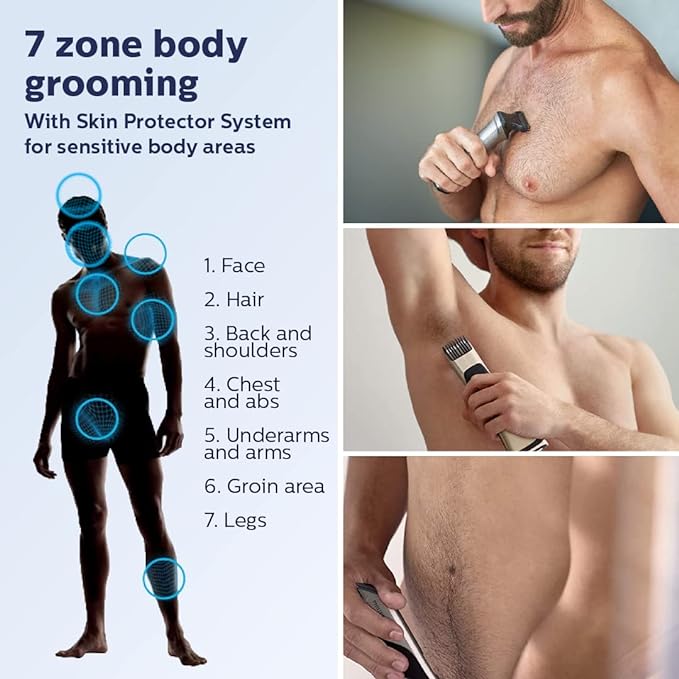 7 zone body
grooming
With Skin Protector System
for sensitive body areas
1. Face
2. Hair
3. Back and
shoulders
4. Chest
and abs
5. Underarms
and arms
6. Groin area
7. Legs